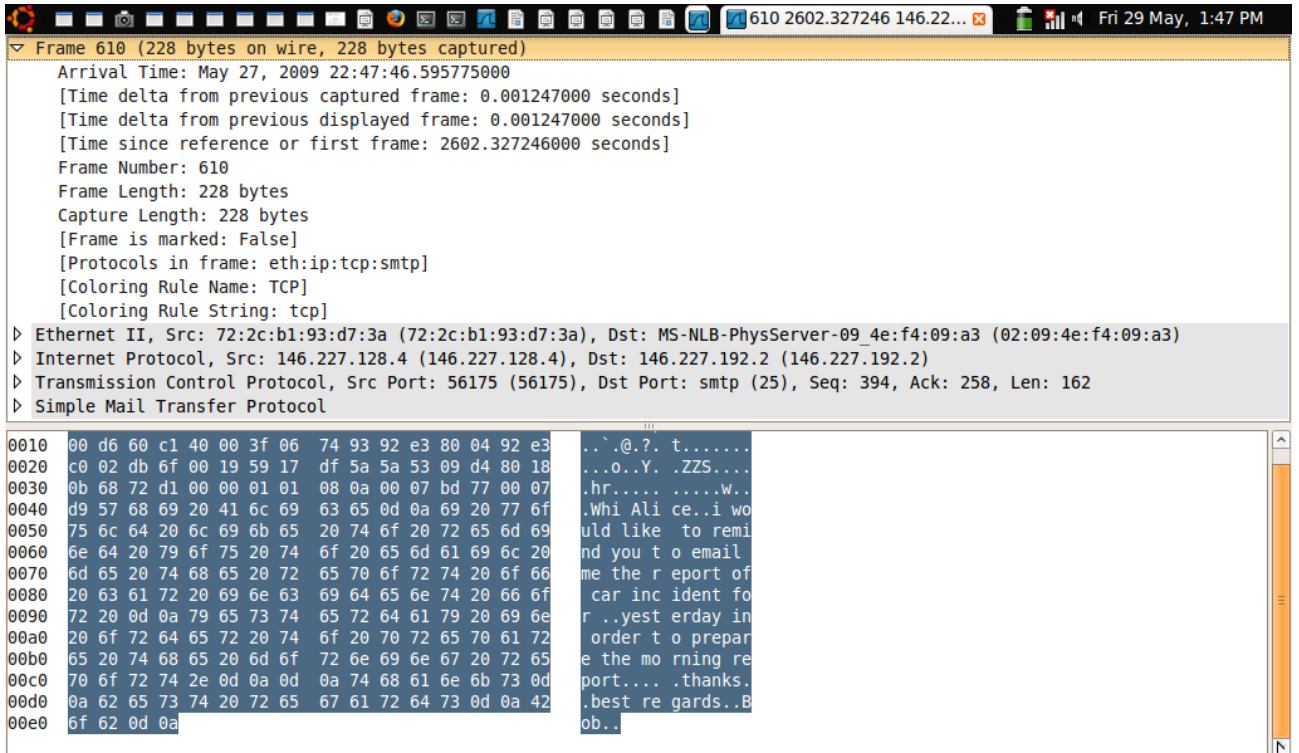 610 2602.327246 146.22... Fri 29 May, 1:47 PM
Frame 610 (228 bytes on wire, 228 bytes captured)
Arrival Time: May 27, 2009 22:47:46.595775000
[Time delta from previous captured frame: 0.001247000 seconds]
[Time delta from previous displayed frame: 0.001247000 seconds]
[Time since reference or first frame: 2602.327246000 seconds]
Frame Number: 610
Frame Length: 228 bytes
Capture Length: 228 bytes
[Frame is marked: False]
[Protocols in frame: eth:ip:tcp:smtp]
[Coloring Rule Name: TCP]
[Coloring Rule String: tcp]
Ethernet II, Src: 72:2c:b1:93:d7:3a (72:2c:b1:93:d7:3a), Dst: MS-NLB-PhysServer-09_4e:f4:09:a3 (02:09:4e:f4:09:a3)
Internet Protocol, Src: 146.227.128.4 (146.227.128.4), Dst: 146.227.192.2 (146.227.192.2)
Transmission Control Protocol, Src Port: 56175 (56175), Dst Port: smtp (25), Seq: 394, Ack: 258, Len: 162
Simple Mail Transfer Protocol
0010 00 d6 60 c1 40 00 3f 06 74 93 92 e3 80 04 92 e3 ..`.@.?. t.......
0020 c0 02 db 6f 00 19 59 17 df 5a 5a 53 09 d4 80 18 ...o..Y. .ZZS....
0030 0b 68 72 d1 00 00 01 01 08 0a 00 07 bd 77 00 07 .hr..... .....w..
0040 d9 57 68 69 20 41 6c 69 63 65 0d 0a 69 20 77 6f .Whi Ali ce..i wo
0050 75 6c 64 20 6c 69 6b 65 20 74 6f 20 72 65 6d 69 uld like to remi
0060 6e 64 20 79 6f 75 20 74 6f 20 65 6d 61 69 6c 20 nd you t o email
0070 6d 65 20 74 68 65 20 72 65 70 6f 72 74 20 6f 66 me the r eport of
0080 20 63 61 72 20 69 6e 63 69 64 65 6e 74 20 66 6f car inc ident fo
0090 72 20 0d 0a 79 65 73 74 65 72 64 61 79 20 69 6e r ..yest erday in
00a0 20 6f 72 64 65 72 20 74 6f 20 70 72 65 70 61 72 order t o prepar
00b0 65 20 74 68 65 20 6d 6f 72 6e 69 6e 67 20 72 65 e the mo rning re
00c0 70 6f 72 74 2e 0d 0a 0d 0a 74 68 61 6e 6b 73 0d port.... .thanks.
00d0 0a 62 65 73 74 20 72 65 67 61 72 64 73 0d 0a 42 .best re gards..B
00e0 6f 62 0d 0a ob..